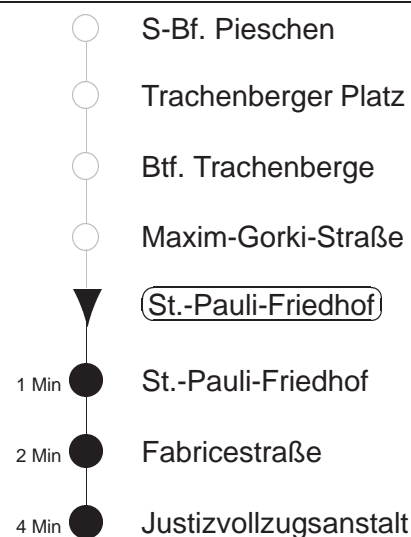 S-Bf. Pieschen
Trachenberger Platz
Btf. Trachenberge
Maxim-Gorki-Straße
St.-Pauli-Friedhof
1 Min St.-Pauli-Friedhof
2 Min Fabricestraße
4 Min Justizvollzugsanstalt